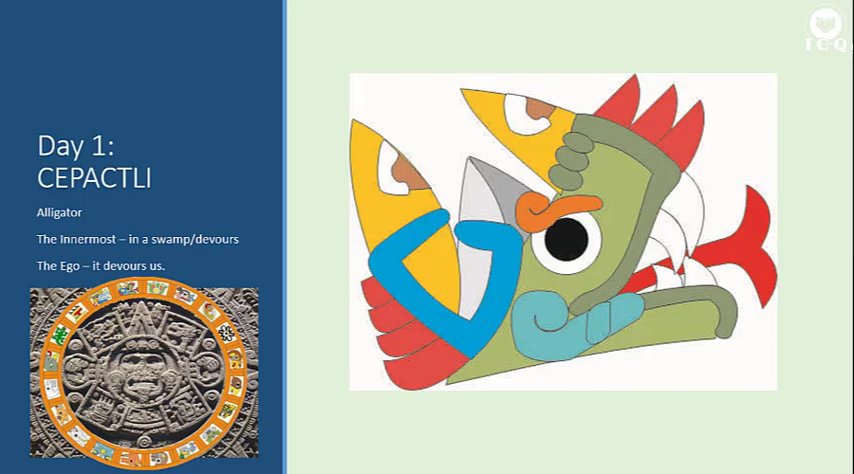 ICQ
Day 1:
CEPACTLI
Alligator
The Innermost – in a swamp/devours
The Ego – it devours us.